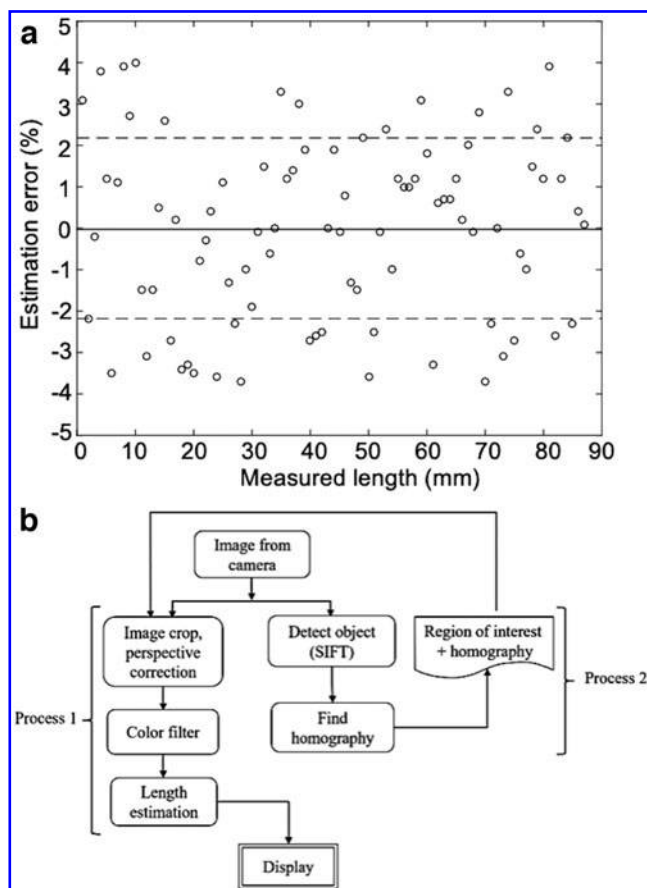 a
5
4
3
2
1
0
-1
-2
-3
-4
-5
Estimation error (%)
0 10 20 30 40 50 60 70 80 90
Measured length (mm)
b
Image from
camera
Image crop,
perspective
correction
Detect object
(SIFT)
Region of interest
+ homography
Process 1
Process 2
Color filter
Find
homography
Length
estimation
Display